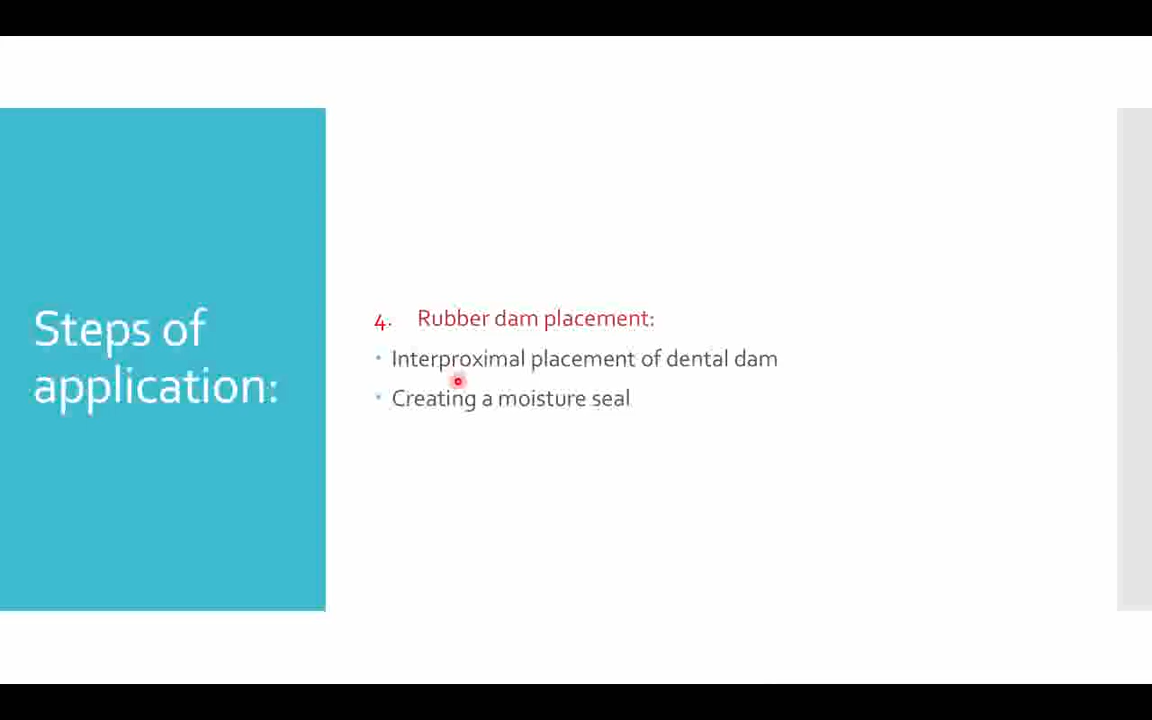 Steps of
application:
4. Rubber dam placement:
• Interproximal placement of dental dam
• Creating a moisture seal